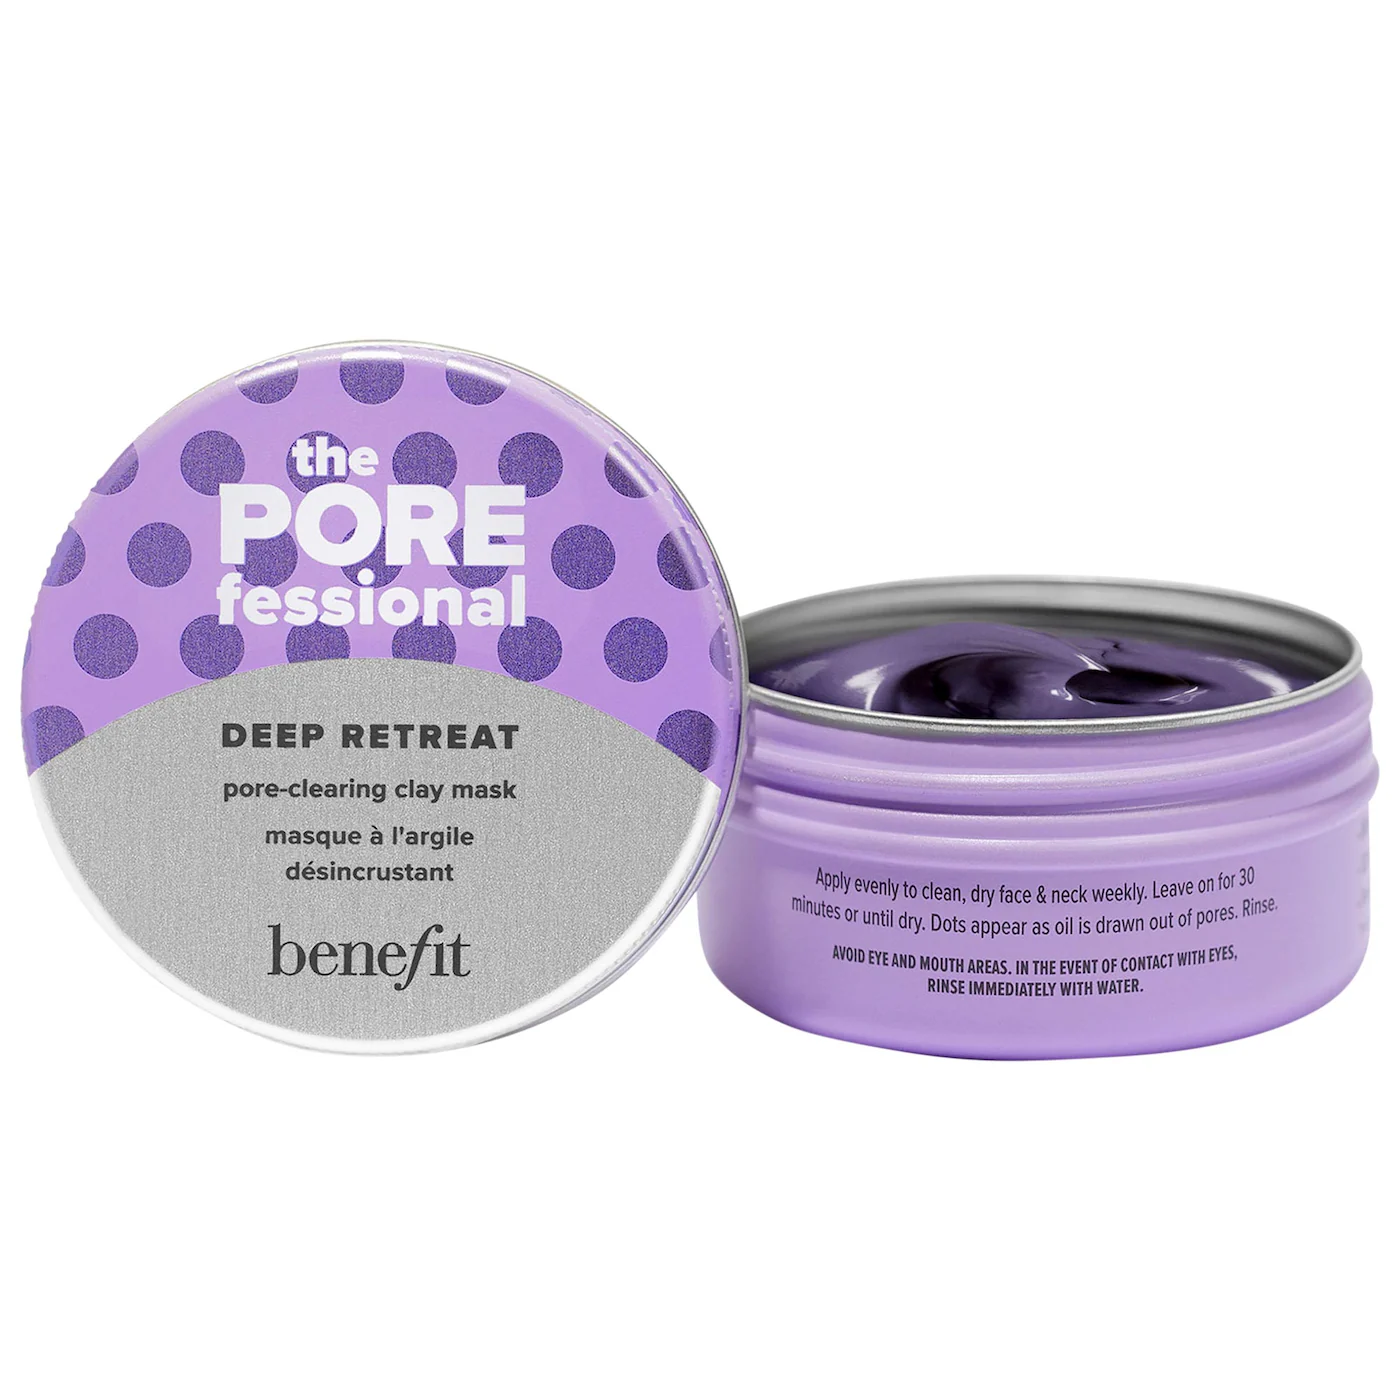 the
PORE
fessional
DEEP RETREAT
pore-clearing clay mask
masque à l'argile
désincrustant
benefit
Apply evenly to clean, dry face & neck weekly. Leave on for 30
minutes or until dry. Dots appear as oil is drawn out of pores. Rinse.
AVOID EYE AND MOUTH AREAS. IN THE EVENT OF CONTACT WITH EYES,
RINSE IMMEDIATELY WITH WATER.